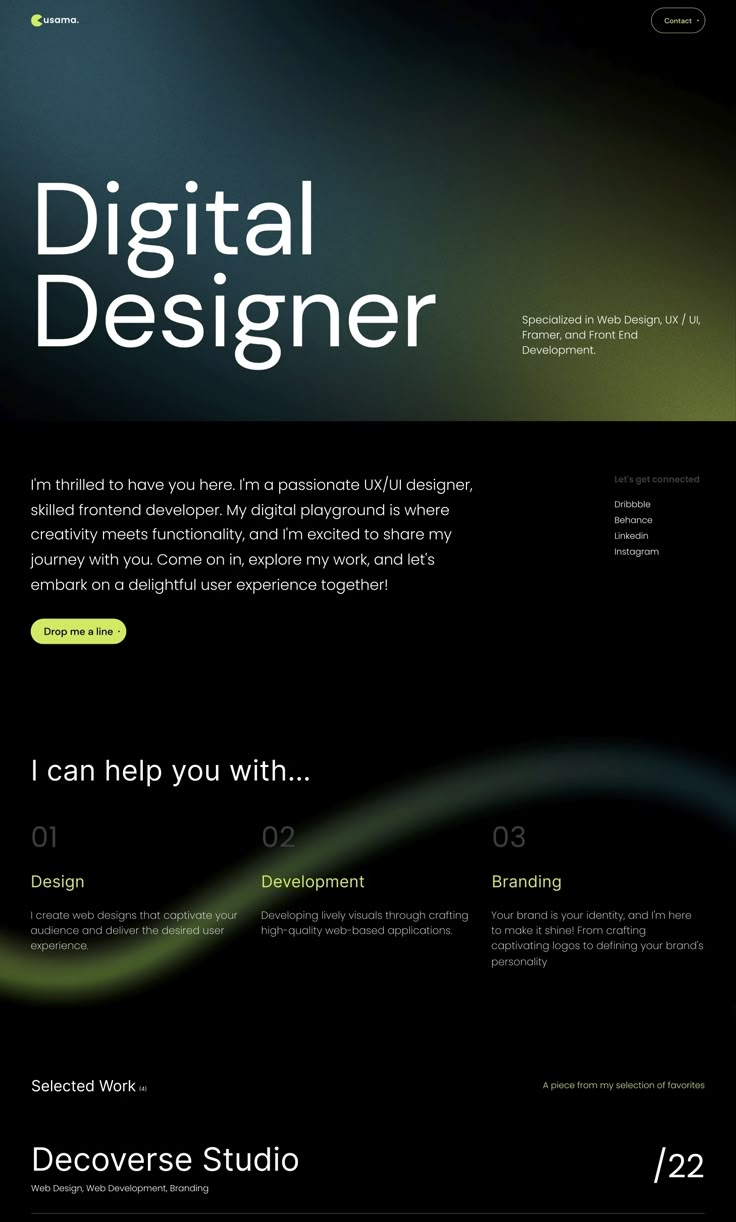 usama.
Contact
Digital
Designer
Specialized in Web Design, UX / UI,
Framer, and Front End
Development.
I'm thrilled to have you here. I'm a passionate UX/UI designer,
skilled frontend developer. My digital playground is where
creativity meets functionality, and I'm excited to share my
journey with you. Come on in, explore my work, and let's
embark on a delightful user experience together!
Drop me a line
Let's get connected
Dribbble
Behance
Linkedin
Instagram
I can help you with...
01
Design
I create web designs that captivate your
audience and deliver the desired user
experience.
02
Development
Developing lively visuals through crafting
high-quality web-based applications.
03
Branding
Your brand is your identity, and I'm here
to make it shine! From crafting
captivating logos to defining your brand's
personality
Selected Work (4)
A piece from my selection of favorites
Decoverse Studio
/22
Web Design, Web Development, Branding